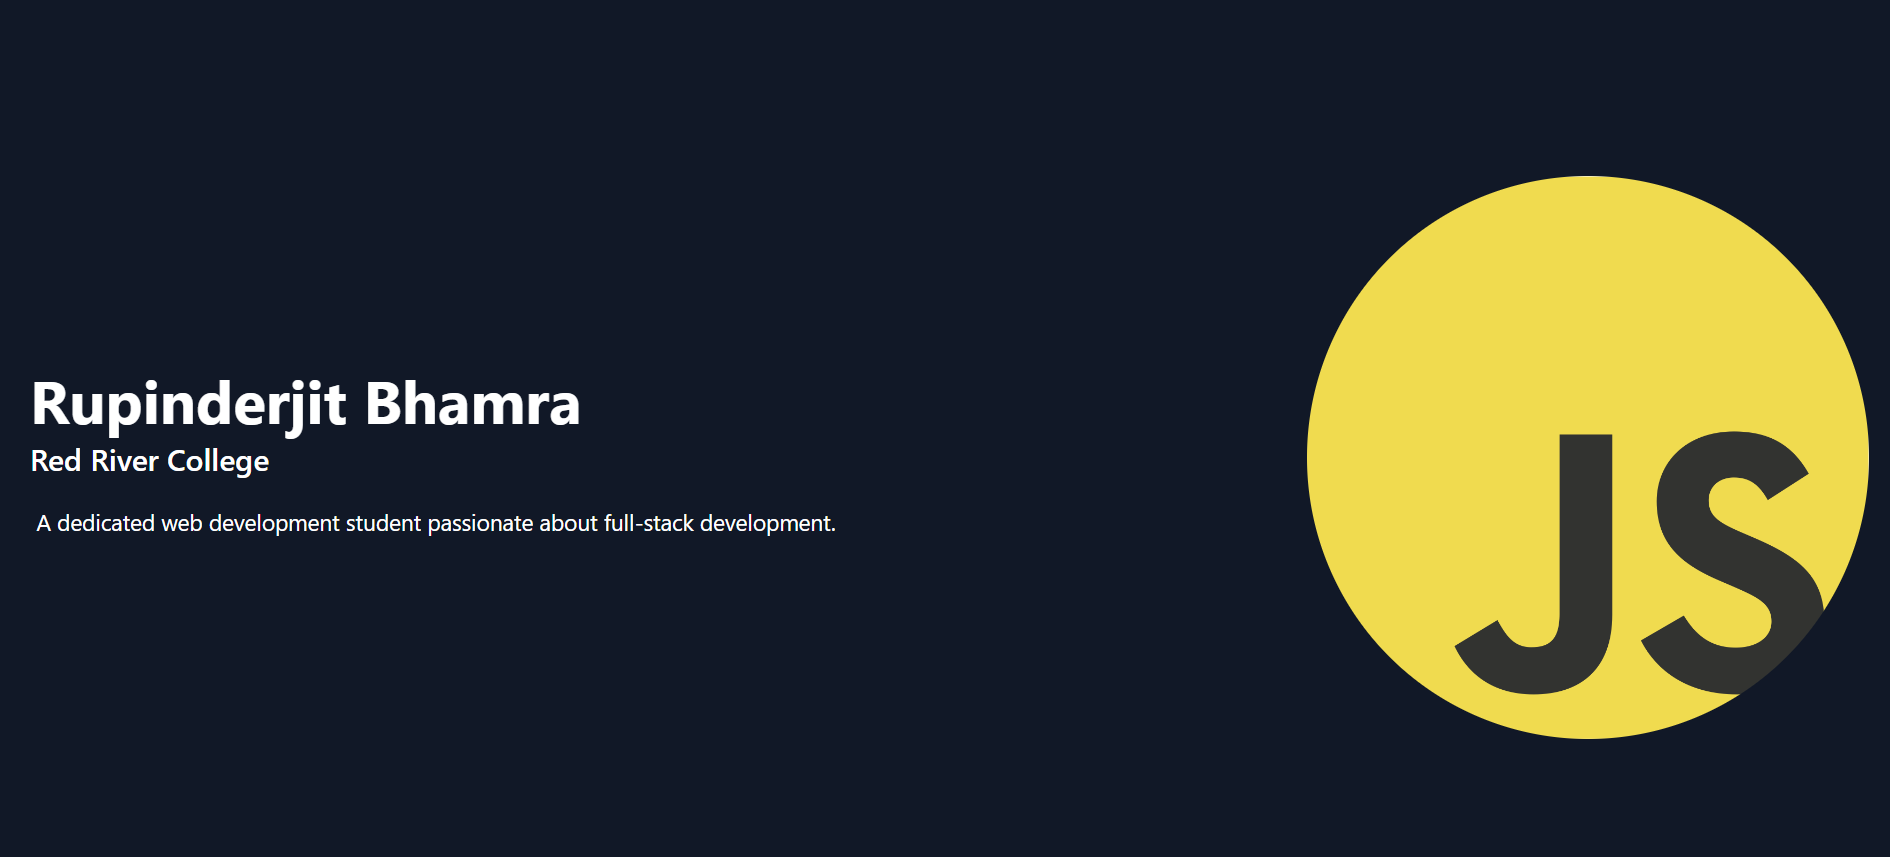 Rupinderjit Bhamra
Red River College
A dedicated web development student passionate about full-stack development.
JS